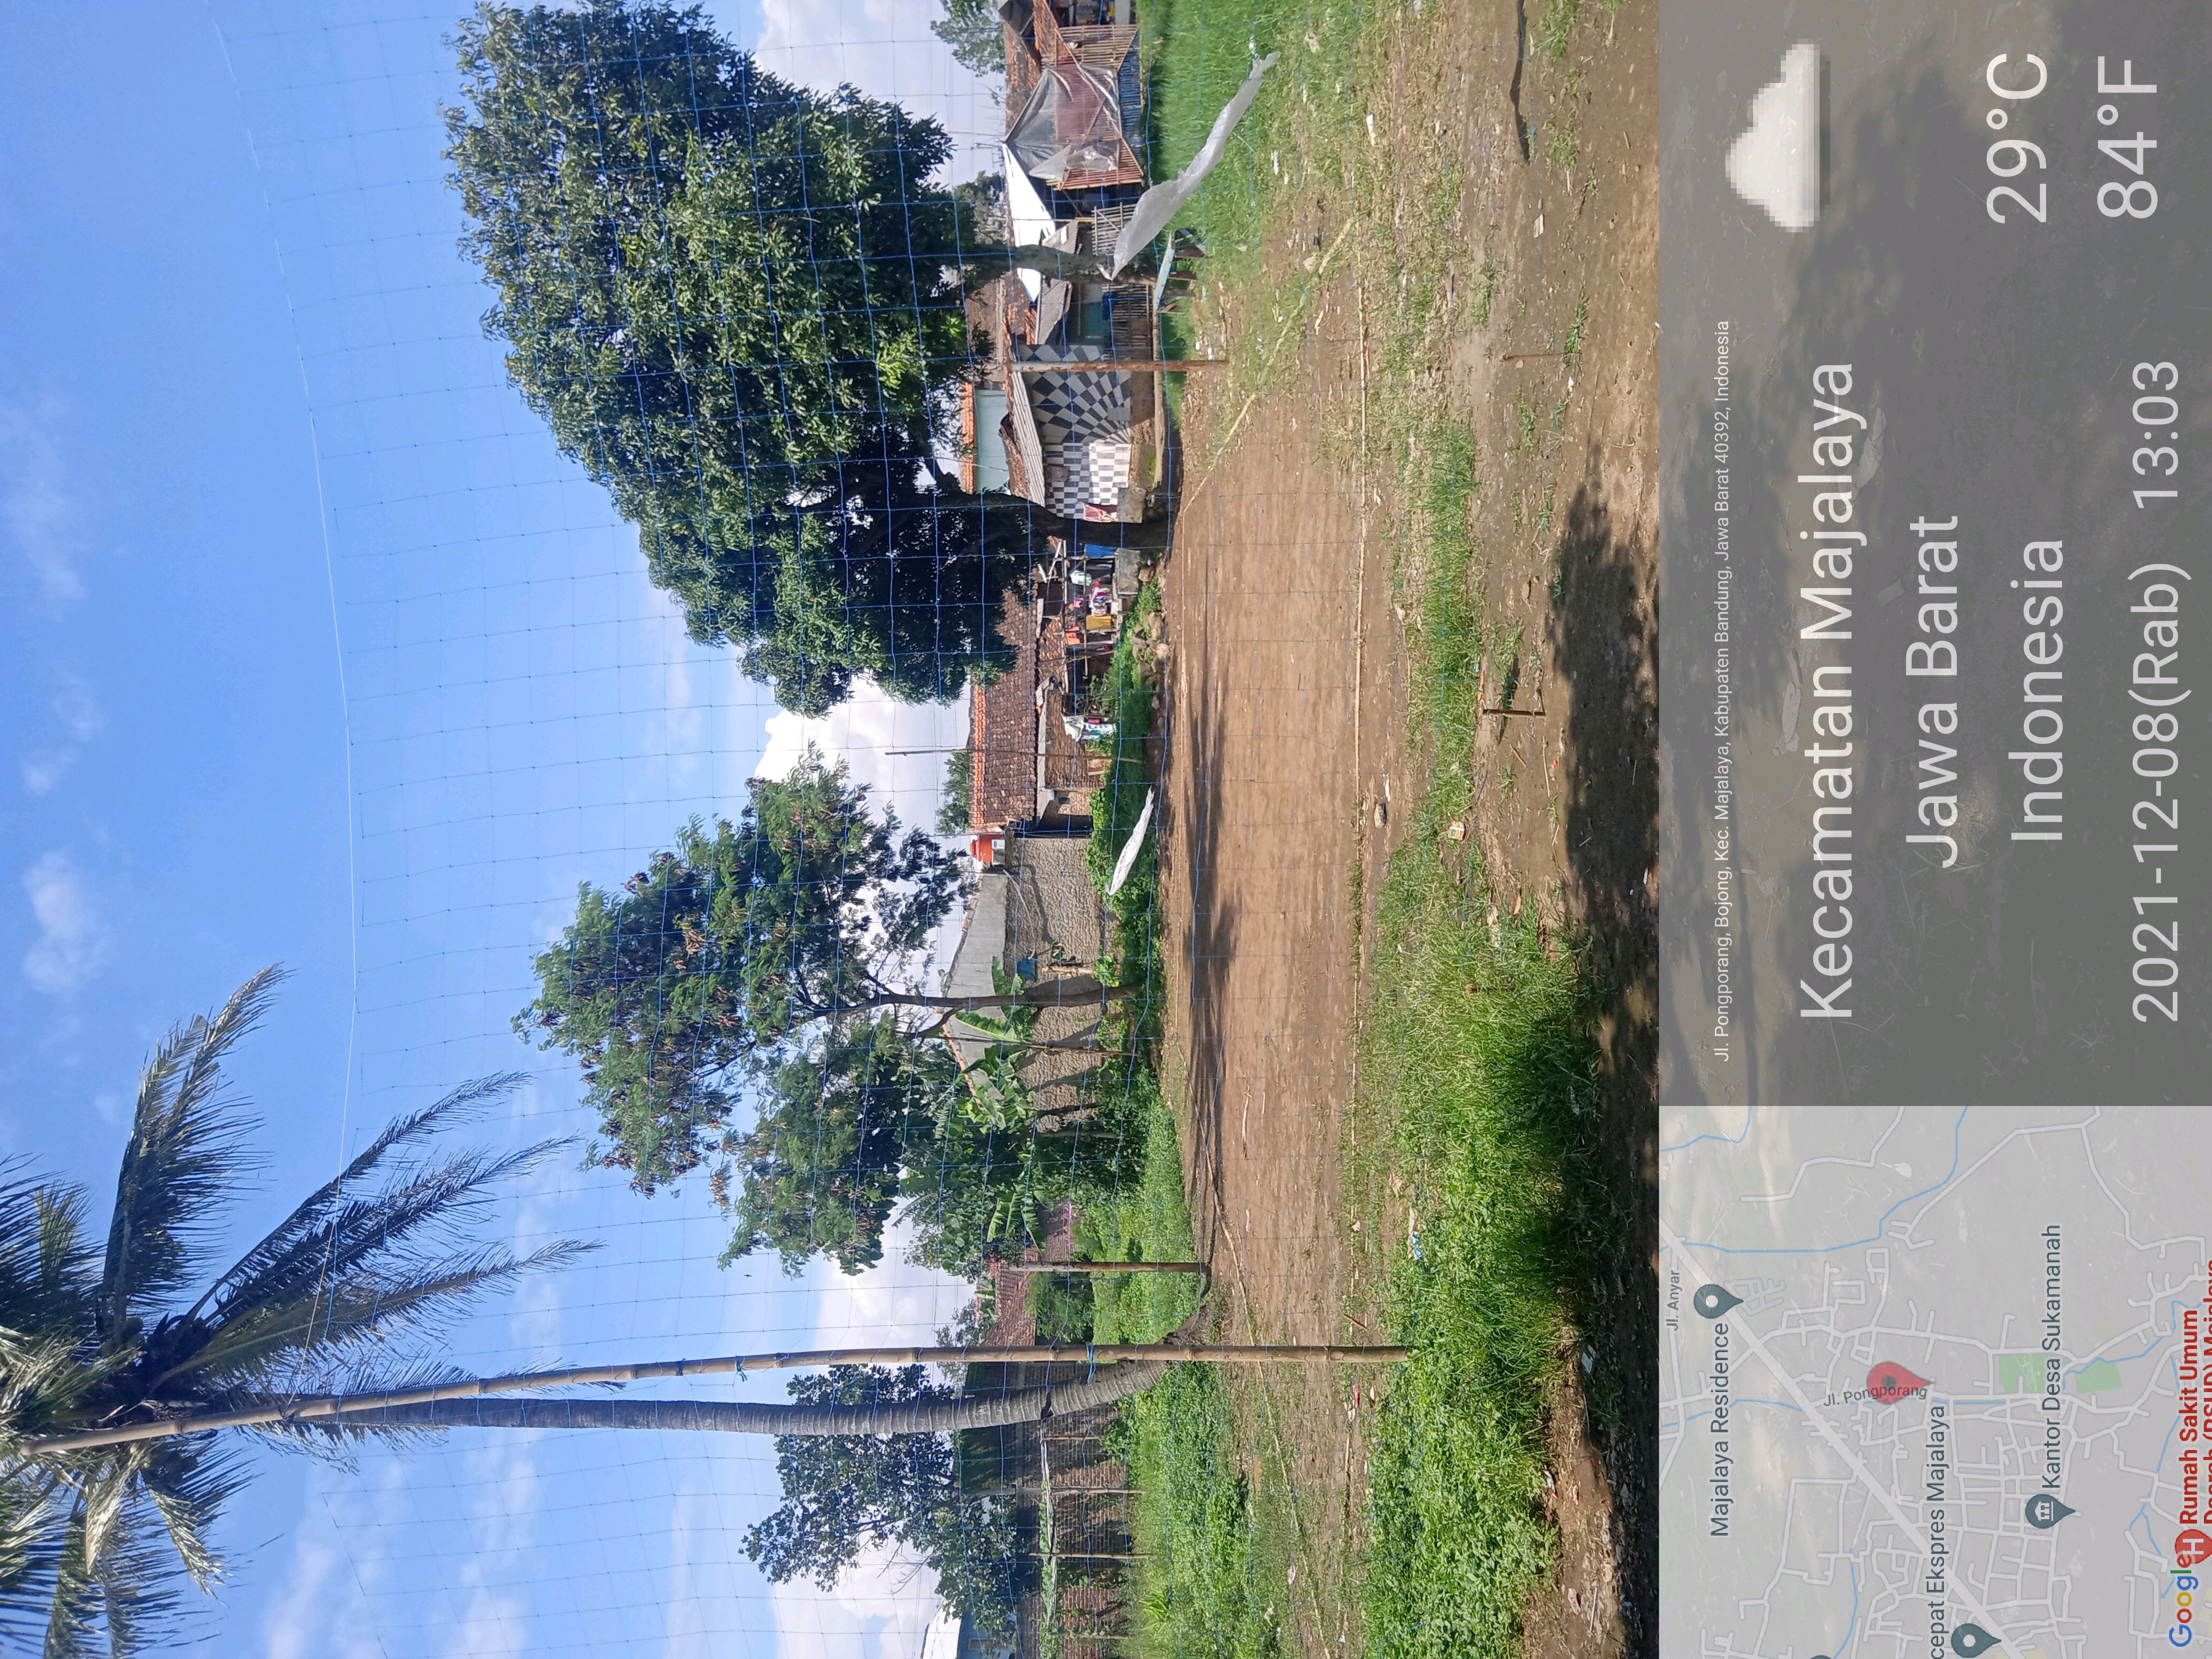 Jl. Anyar
Majalaya Residence
Jl. Pongporang
cepat Ekspres Majalaya
Kantor Desa Sukamanah
Google
H
Rumah Sakit Umum
Daerah (RSUD) Majalaya
Jl. Pongporang, Bojong, Kec. Majalaya, Kabupaten Bandung, Jawa Barat 40392, Indonesia
Kecamatan Majalaya
Jawa Barat
Indonesia
2021-12-08(Rab) 13:03
29°C
84°F